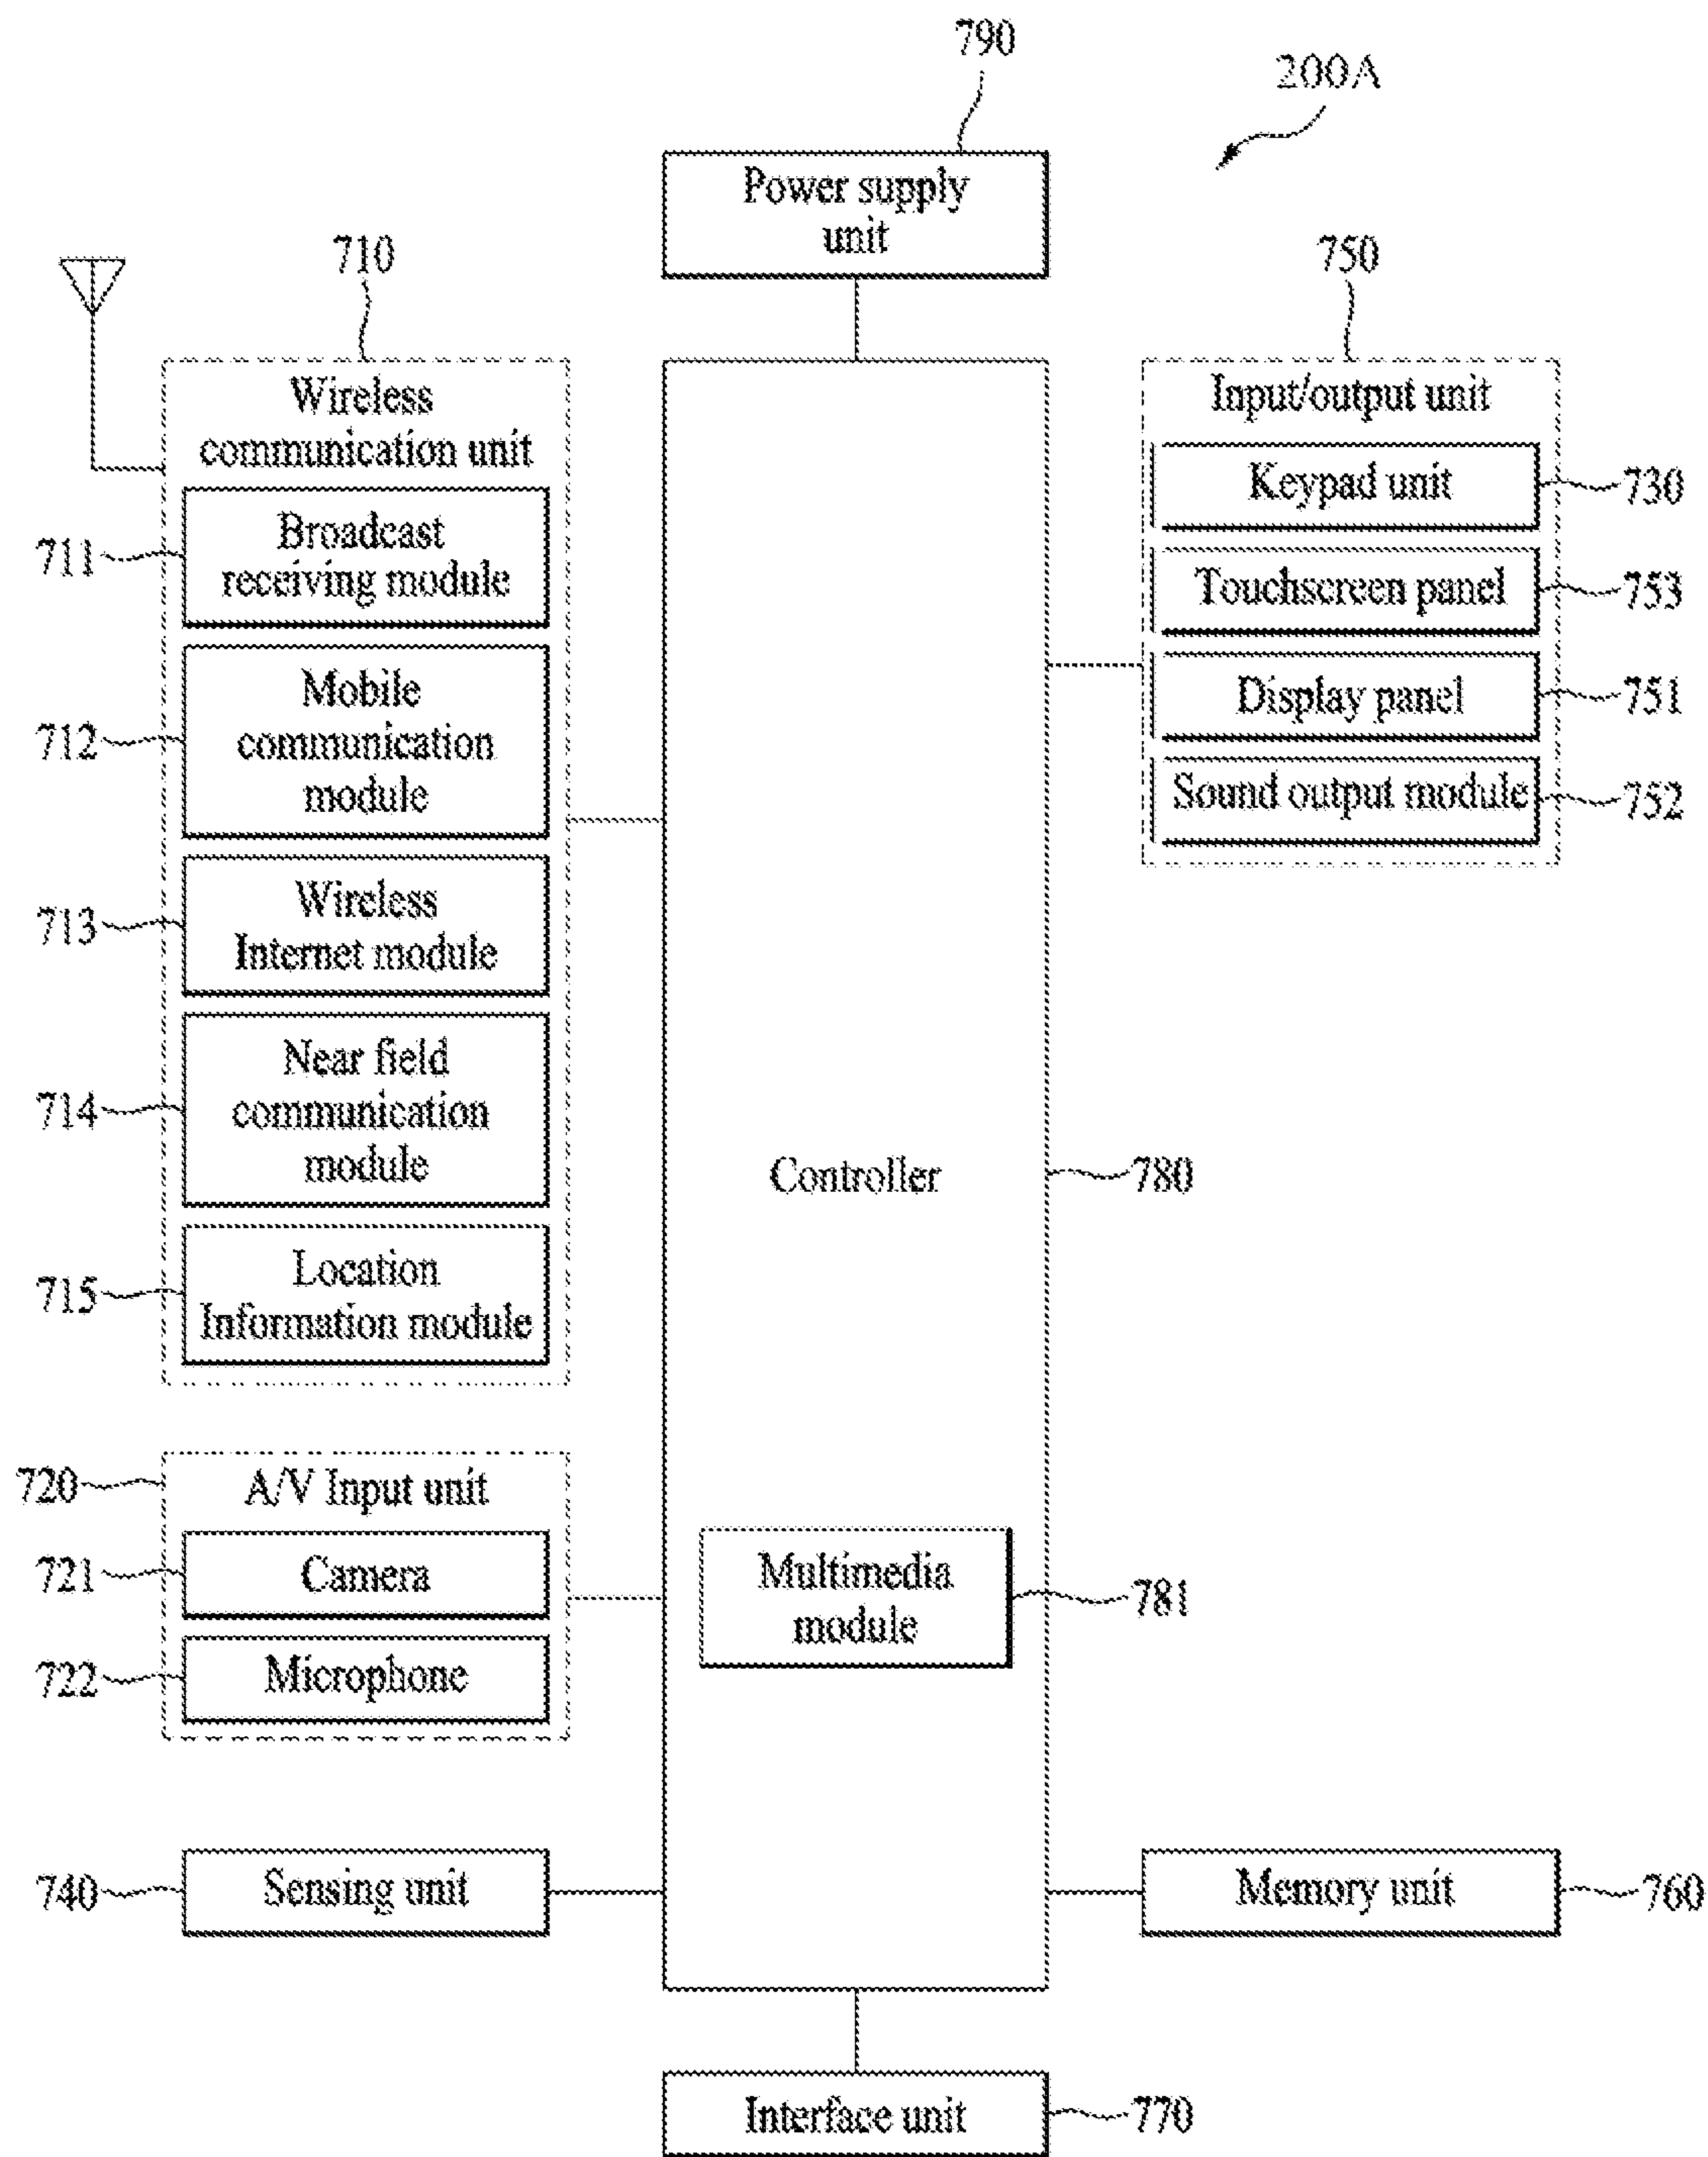 790
200A
Power supply
unit
710
750
Wireless
communication unit
Input/output unit
711
Broadcast
receiving module
Keypad unit
730
Touchscreen panel
753
712
Mobile
communication
module
Display panel
751
Sound output module
752
713
Wireless
Internet module
714
Near field
communication
module
Controller
780
715
Location
Information module
720
A/V Input unit
721
Camera
Multimedia
module
781
722
Microphone
740
Sensing unit
Memory unit
760
Interface unit
770